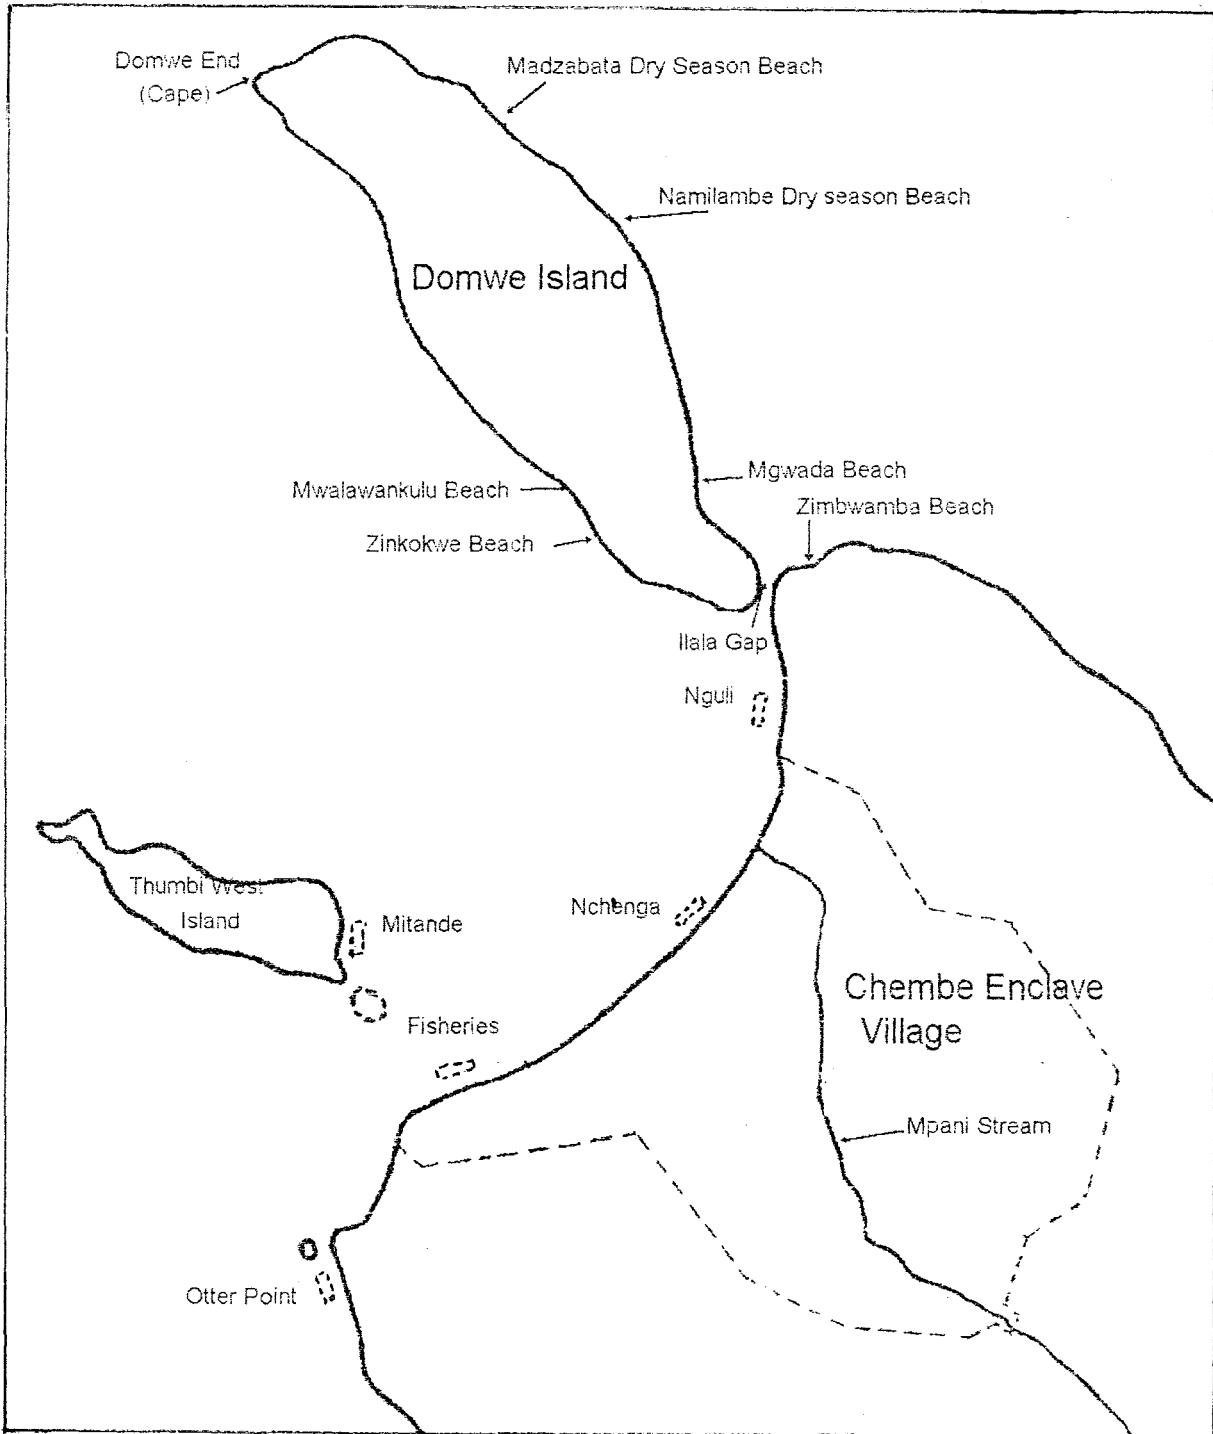 Domwe End
(Cape)
Madzabata Dry Season Beach
Namilambe Dry season Beach
Domwe Island
Mgwada Beach
Mwalawankulu Beach
Zimbwamba Beach
Zinkokwe Beach
Ilala Gap
Nguli
Thumbi West
Island
Nchenga
Mitande
Chembe Enclave
Village
Fisheries
Mpani Stream
Otter Point